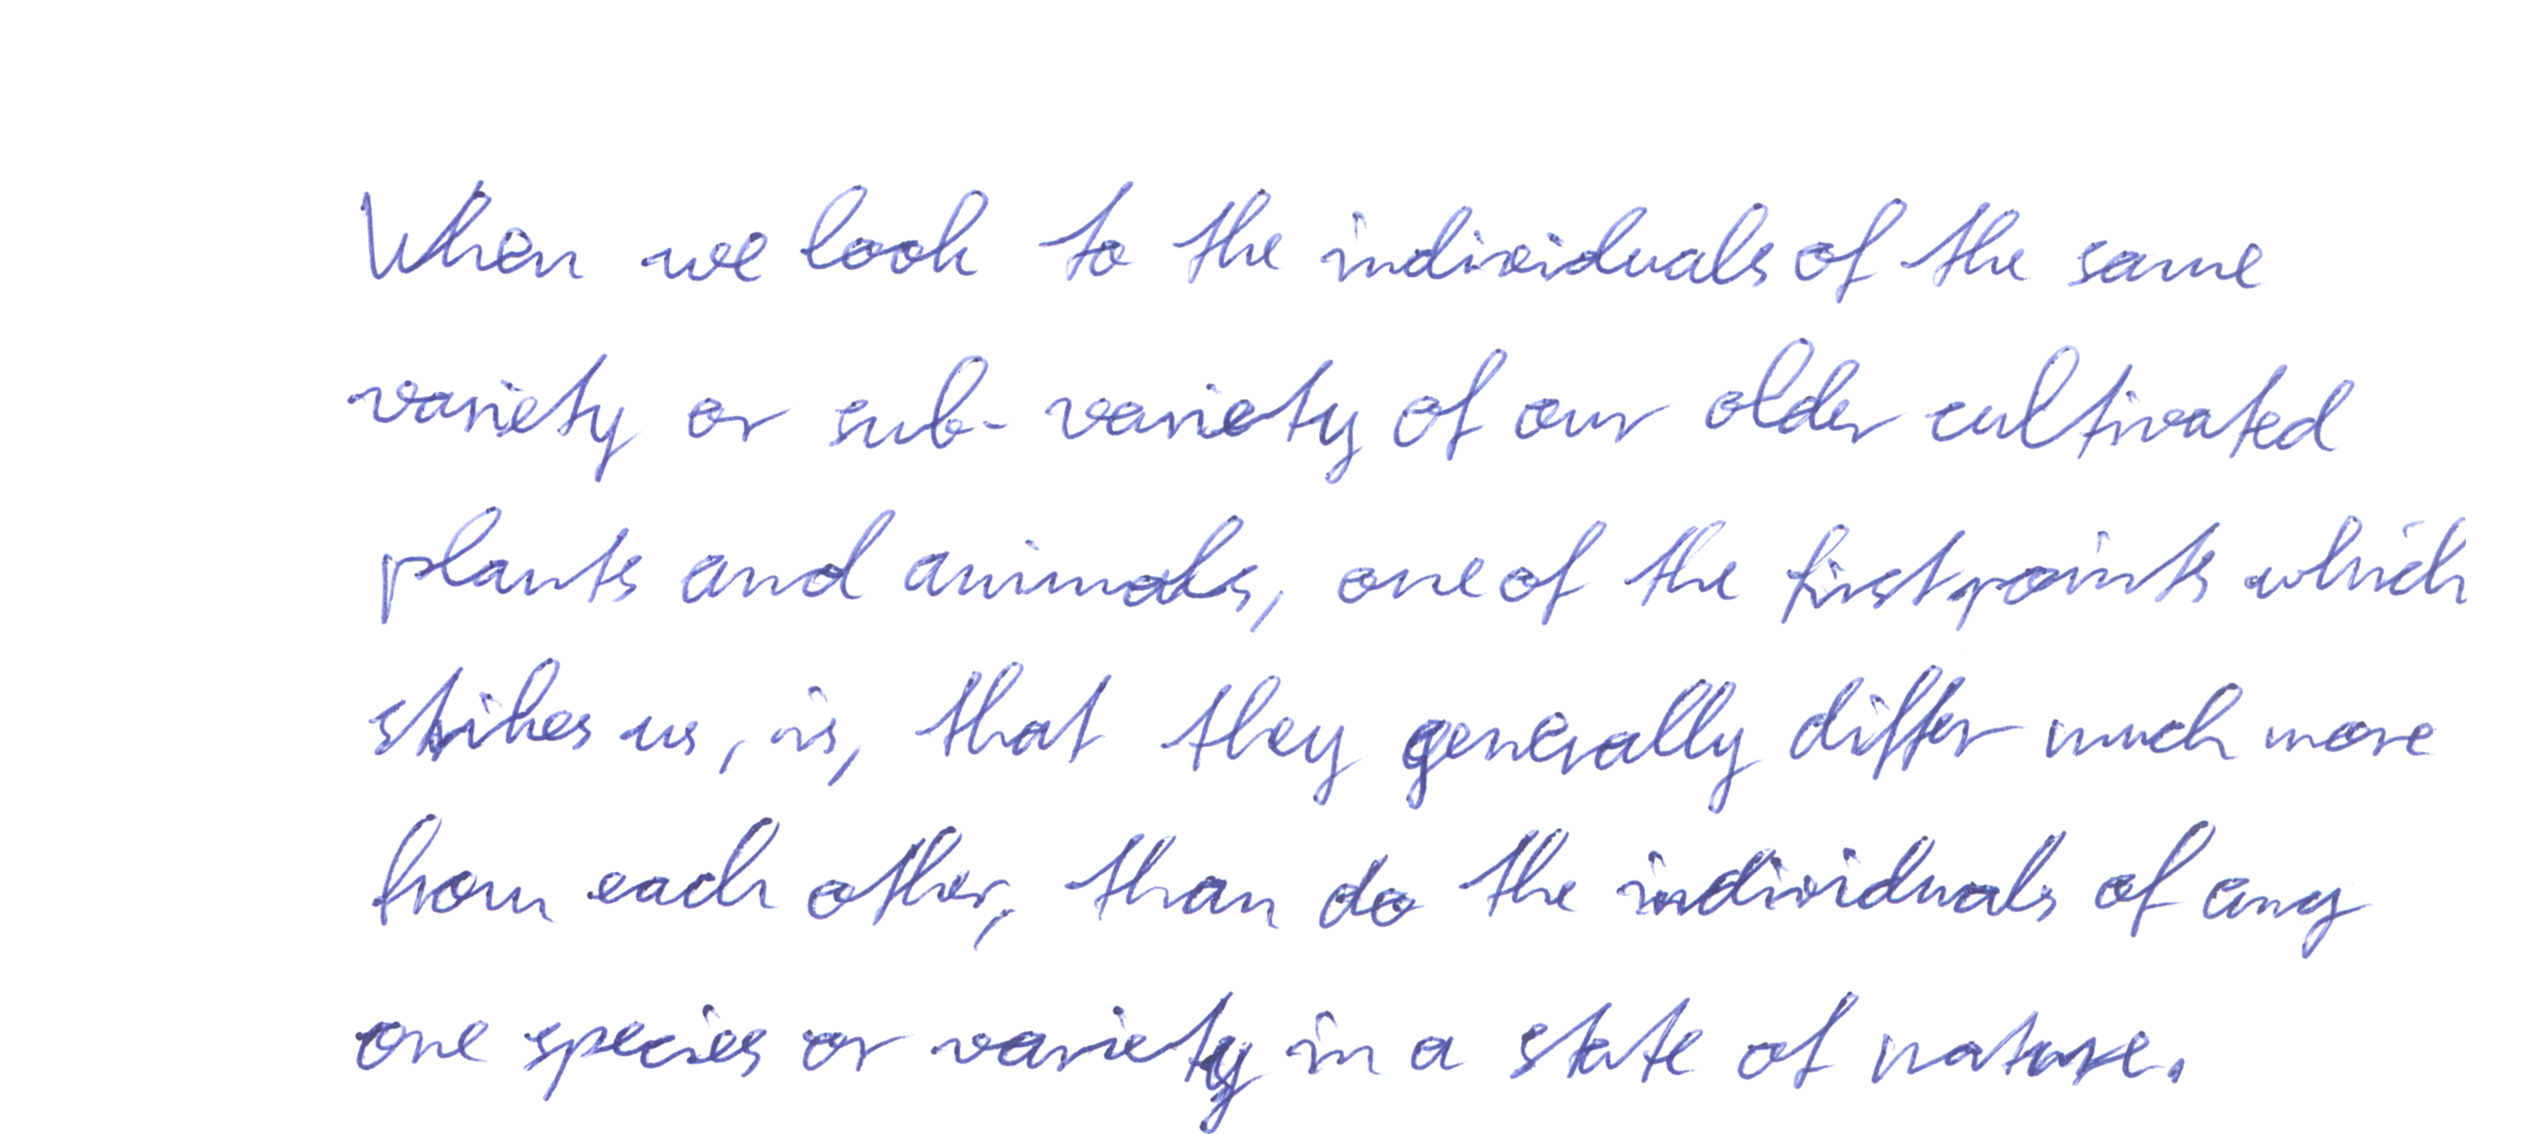 When we look to the individuals of the same
variety or sub-variety of our older cultivated
plants and animals, one of the first points which
strikes us, is, that they generally differ much more
from each other, than do the individuals of any
one species or variety in a state of nature.